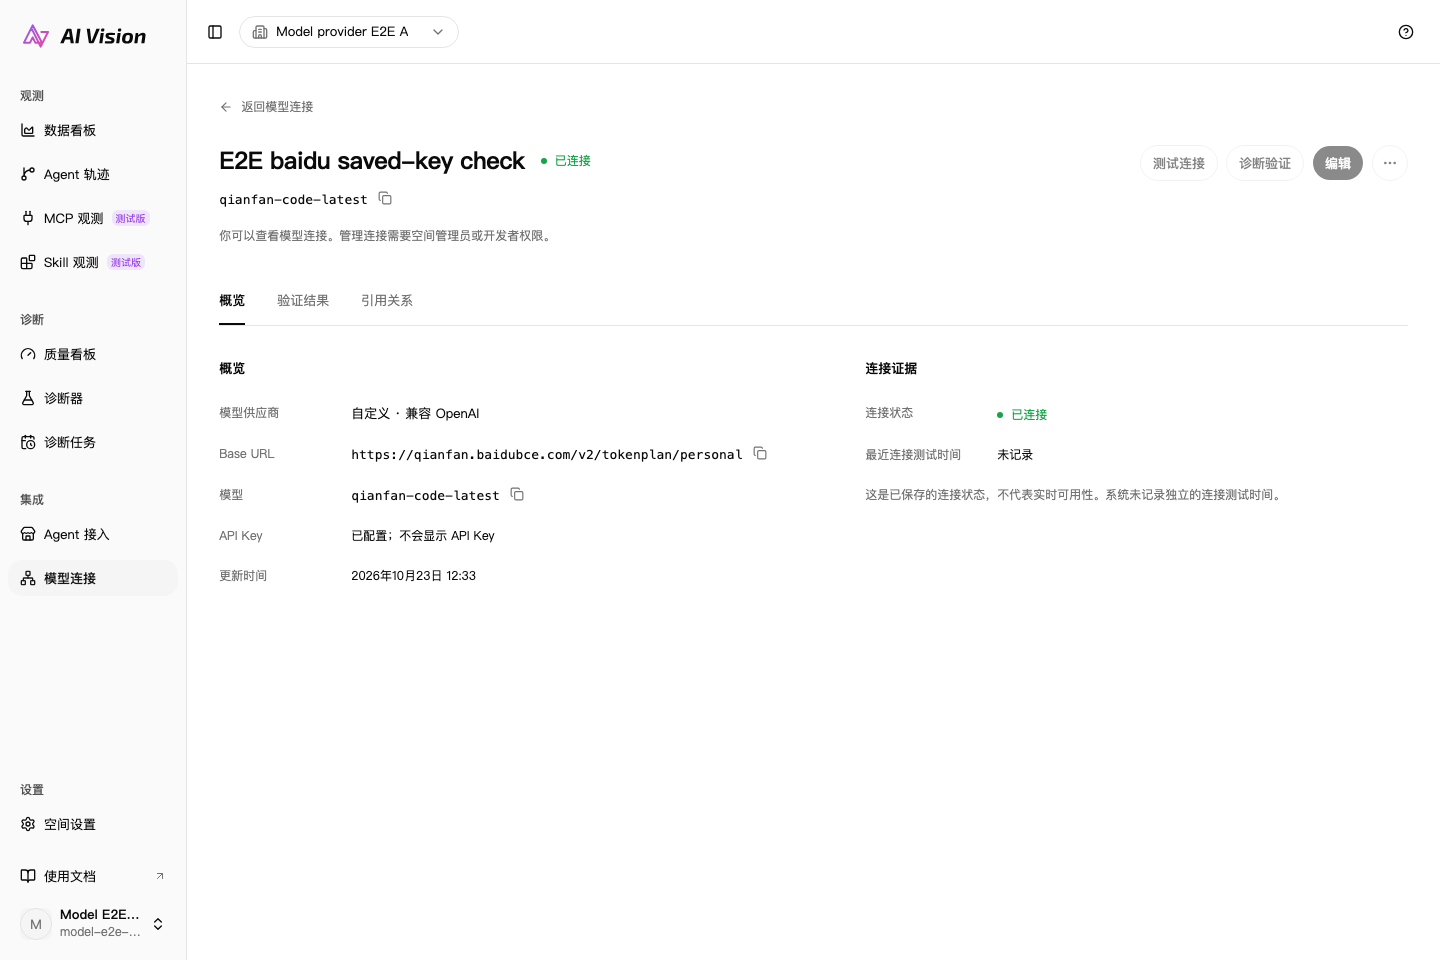 AI Vision
Model provider E2E A
观测
数据看板
Agent 轨迹
MCP 观测 测试版
Skill 观测 测试版
诊断
质量看板
诊断器
诊断任务
集成
Agent 接入
模型连接
设置
空间设置
使用文档
M
Model E2E...
model-e2e-...
返回模型连接
E2E baidu saved-key check
已连接
测试连接
诊断验证
编辑
qianfan-code-latest
你可以查看模型连接。管理连接需要空间管理员或开发者权限。
概览
验证结果
引用关系
概览
模型供应商 自定义 · 兼容 OpenAI
Base URL https://qianfan.baidubce.com/v2/tokenplan/personal
模型 qianfan-code-latest
API Key 已配置；不会显示 API Key
更新时间 2026年10月23日 12:33
连接证据
连接状态 已连接
最近连接测试时间 未记录
这是已保存的连接状态，不代表实时可用性。系统未记录独立的连接测试时间。